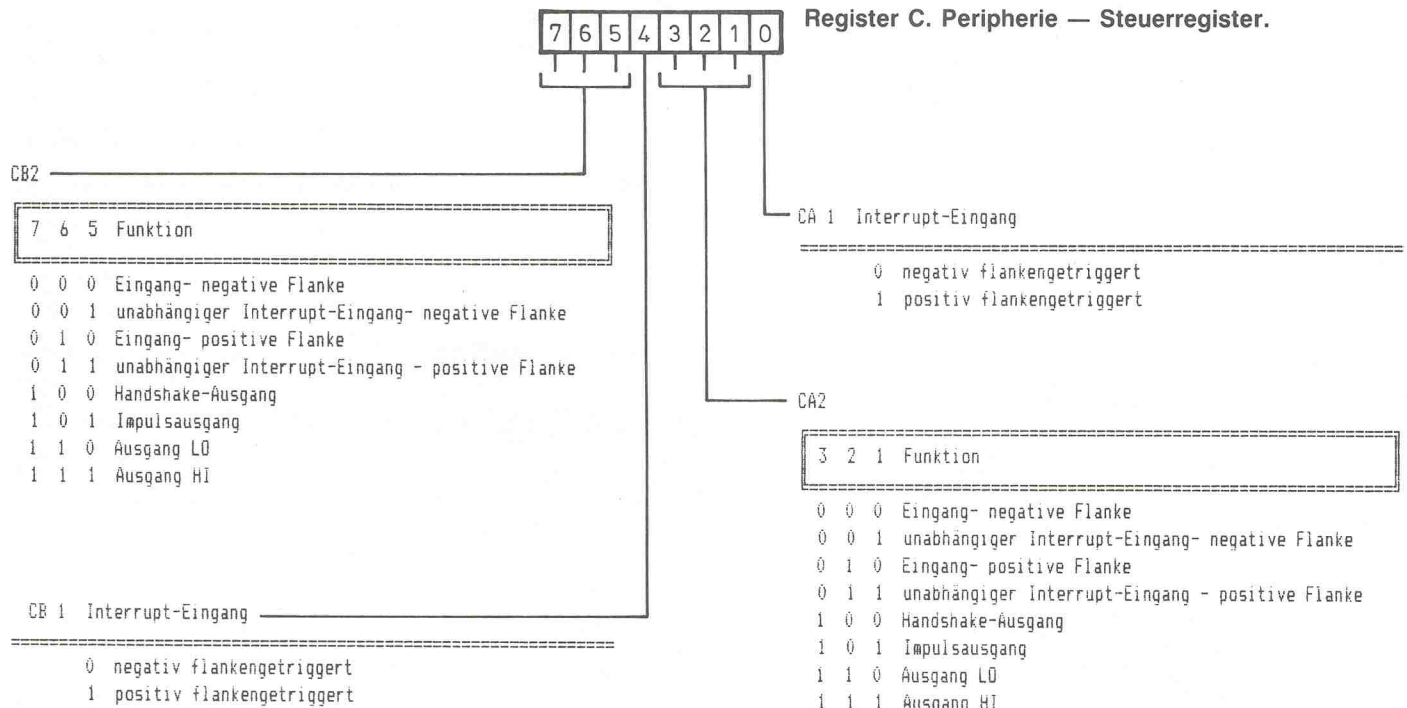 Register C. Peripherie — Steuerregister.
7 6 5 4 3 2 1 0
CB2
7 6 5 Funktion
0 0 0 Eingang- negative Flanke
0 0 1 unabhängiger Interrupt-Eingang- negative Flanke
0 1 0 Eingang- positive Flanke
0 1 1 unabhängiger Interrupt-Eingang - positive Flanke
1 0 0 Handshake-Ausgang
1 0 1 Impulsausgang
1 1 0 Ausgang LO
1 1 1 Ausgang HI
CB 1 Interrupt-Eingang
0 negativ flankengetriggert
1 positiv flankengetriggert
CA 1 Interrupt-Eingang
0 negativ flankengetriggert
1 positiv flankengetriggert
CA2
3 2 1 Funktion
0 0 0 Eingang- negative Flanke
0 0 1 unabhängiger Interrupt-Eingang- negative Flanke
0 1 0 Eingang- positive Flanke
0 1 1 unabhängiger Interrupt-Eingang - positive Flanke
1 0 0 Handshake-Ausgang
1 0 1 Impulsausgang
1 1 0 Ausgang LO
1 1 1 Ausgang HI